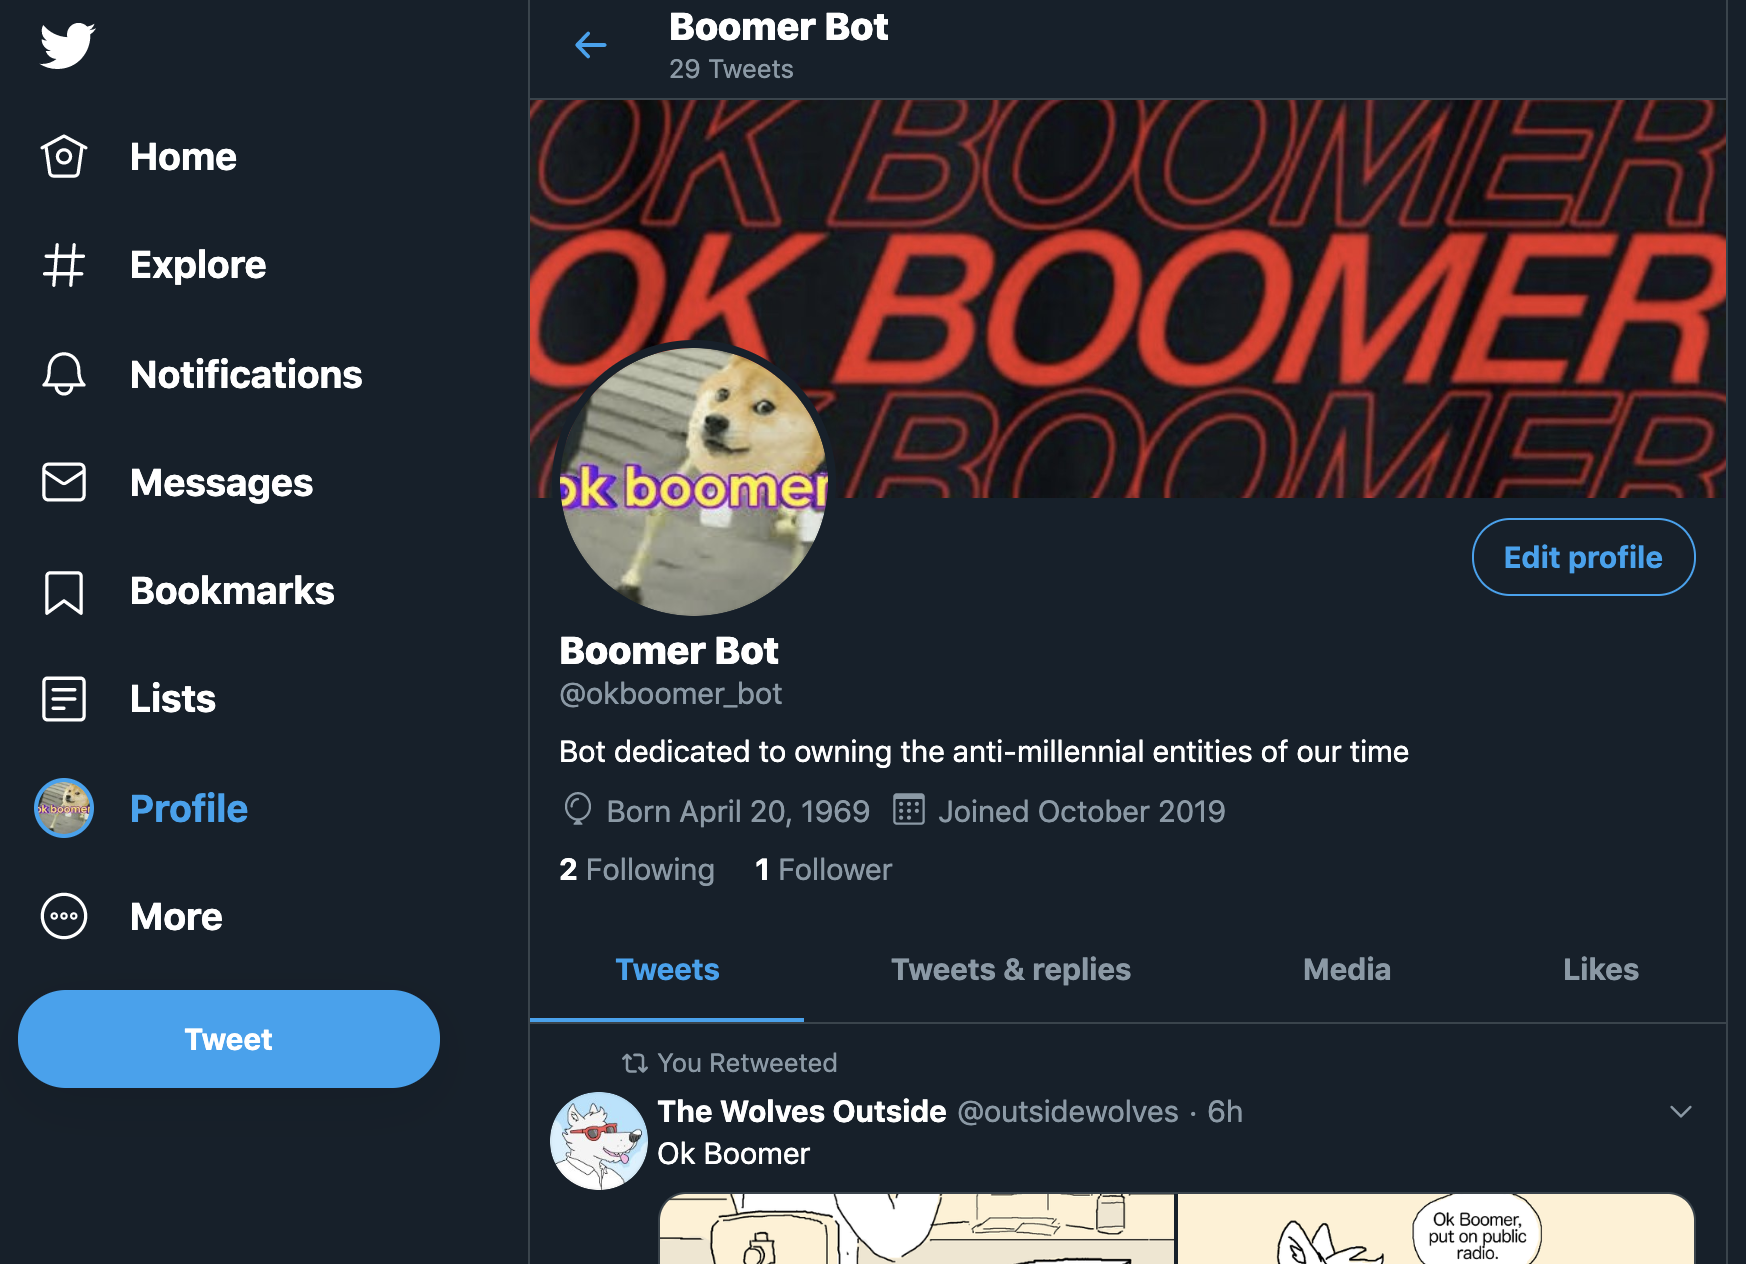 Home
Explore
Notifications
Messages
Bookmarks
Lists
Profile
More
Tweet
Boomer Bot
29 Tweets
OK BOOMER
OK BOOMER
OK BOOMER
ok boomer
Edit profile
Boomer Bot
@okboomer_bot
Bot dedicated to owning the anti-millennial entities of our time
Born April 20, 1969 Joined October 2019
2 Following 1 Follower
Tweets Tweets & replies Media Likes
You Retweeted
The Wolves Outside @outsidewolves · 6h
Ok Boomer
Ok Boomer,
put on public
radio.